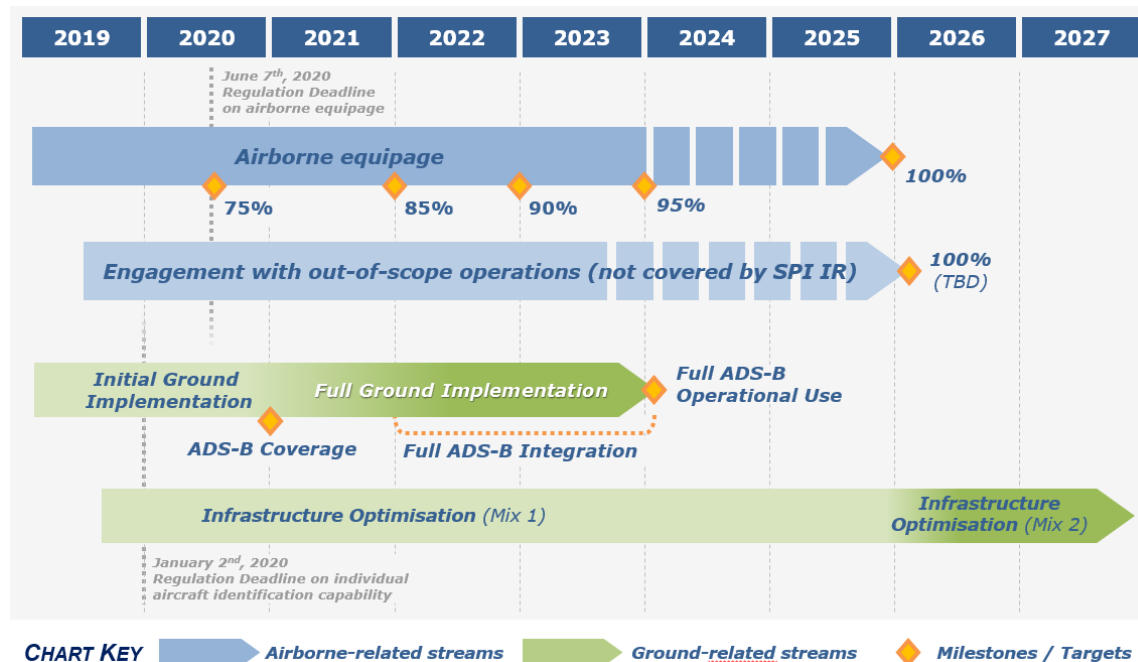 2019 2020 2021 2022 2023 2024 2025 2026 2027
June 7th, 2020
Regulation Deadline
on airborne equipage
Airborne equipage
75%
85%
90%
95%
100%
Engagement with out-of-scope operations (not covered by SPI IR)
100%
(TBD)
Initial Ground
Implementation
Full Ground Implementation
Full ADS-B
Operational Use
ADS-B Coverage
Full ADS-B Integration
Infrastructure Optimisation (Mix 1)
Infrastructure
Optimisation (Mix 2)
January 2nd, 2020
Regulation Deadline on individual
aircraft identification capability
CHART KEY
Airborne-related streams
Ground-related streams
Milestones / Targets